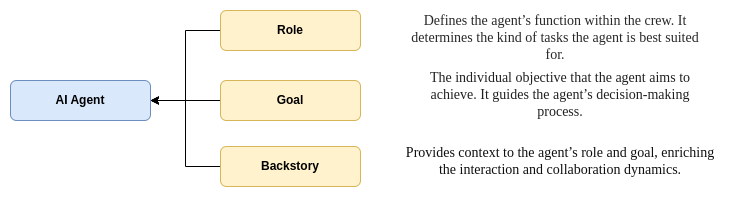 Role
Defines the agent’s function within the crew. It
determines the kind of tasks the agent is best suited
for.
AI Agent
Goal
The individual objective that the agent aims to
achieve. It guides the agent’s decision-making
process.
Backstory
Provides context to the agent’s role and goal, enriching
the interaction and collaboration dynamics.